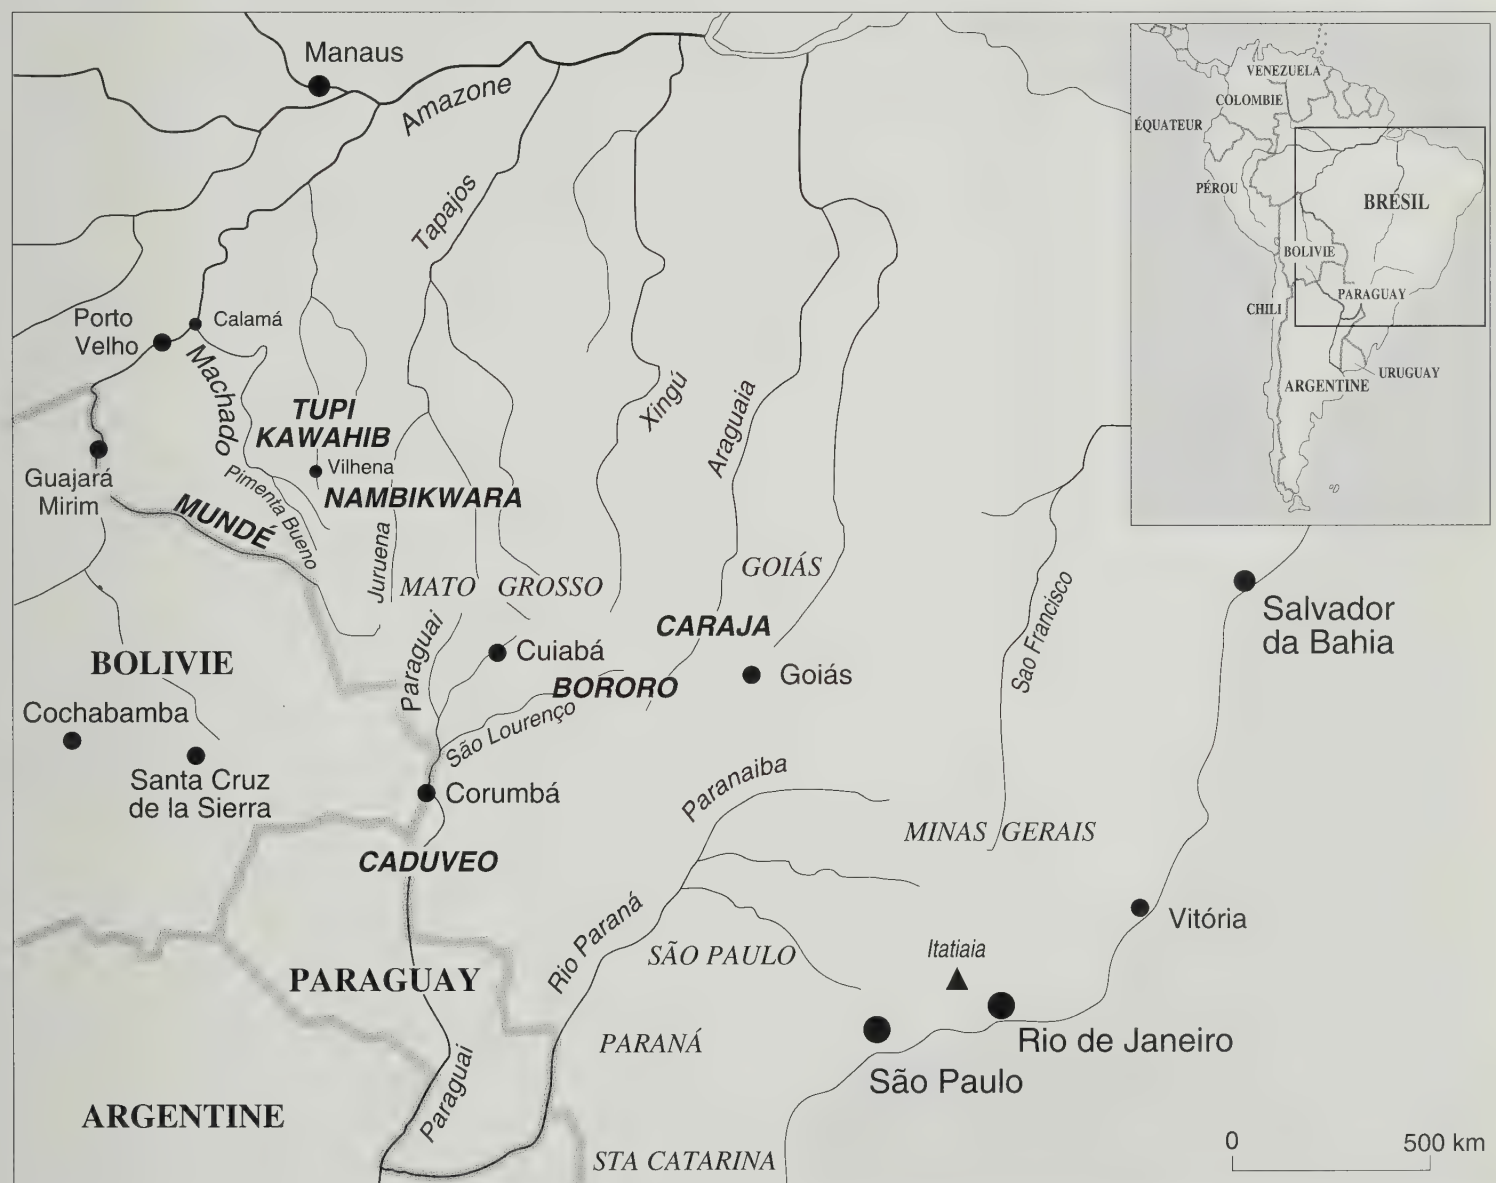 Manaus
Amazone
Tapajos
Porto
Velho
Calamá
Machado
TUPI
KAWAHIB
Vilhena
NAMBIKWARA
Guajará
Mirim
Pimenta Bueno
MUNDÉ
Juruena
Xingú
Araguaia
MATO GROSSO
GOIÁS
CARAJA
Paraguai
Cuiabá
BORORO
Goiás
Sao Francisco
Salvador
da Bahia
BOLIVIE
Cochabamba
Santa Cruz
de la Sierra
São Lourenço
Corumbá
Paranaiba
MINAS GERAIS
CADUVEO
Vitória
Rio Paraná
SÃO PAULO
Itatiaia
PARAGUAY
PARANÁ
Rio de Janeiro
São Paulo
Paraguai
ARGENTINE
STA CATARINA
0 500 km
VENEZUELA
COLOMBIE
ÉQUATEUR
PÉROU
BRESIL
BOLIVIE
PARAGUAY
CHILI
URUGUAY
ARGENTINE